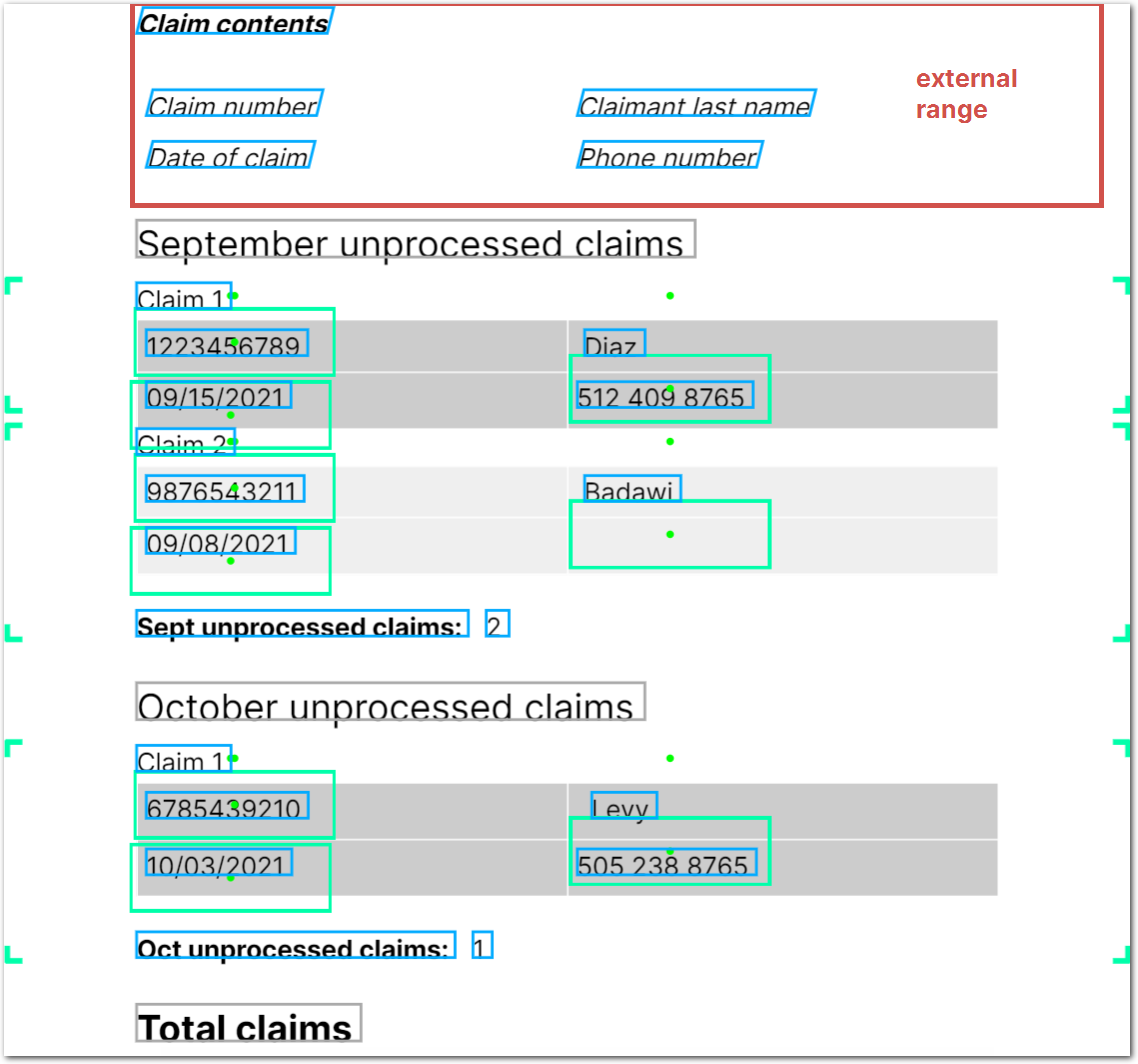 Claim contents
external
range
Claim number Claimant last name
Date of claim Phone number
September unprocessed claims
Claim 1
1223456789 Diaz
09/15/2021 512 409 8765
Claim 2
9876543211 Badawi
09/08/2021
Sept unprocessed claims: 2
October unprocessed claims
Claim 1
6785439210 Levy
10/03/2021 505 238 8765
Oct unprocessed claims: 1
Total claims